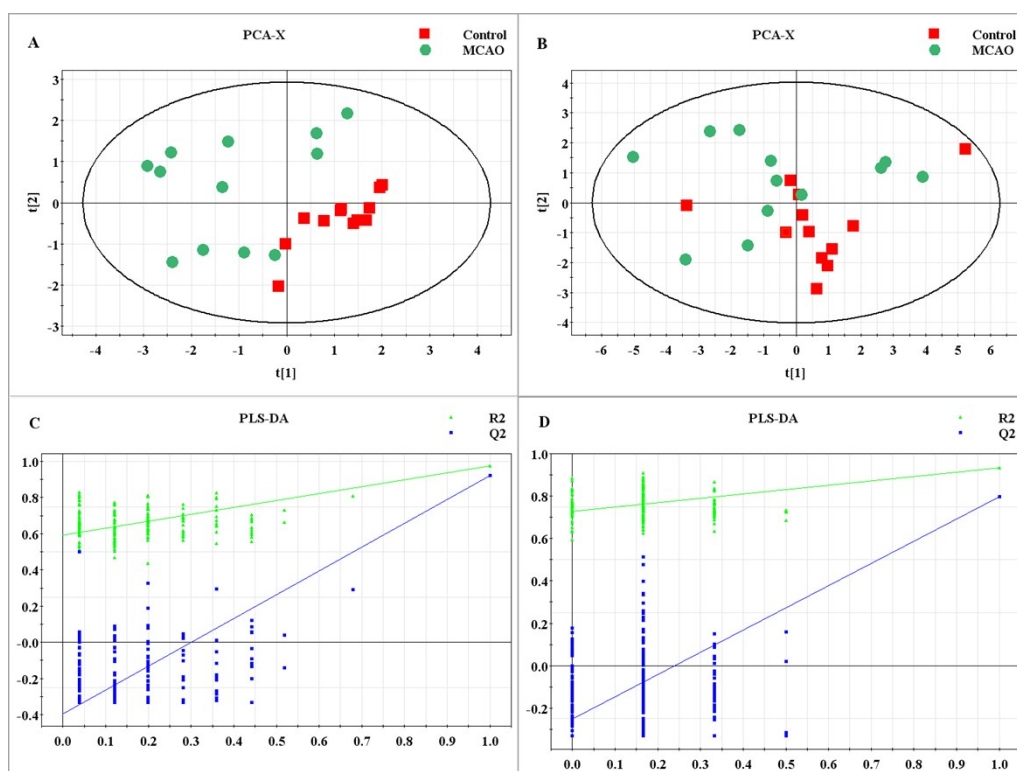 A
PCA-X
Control
MCAO
3
2
1
0
-1
-2
-3
t[2]
-4 -3 -2 -1 0 1 2 3 4
t[1]
B
PCA-X
Control
MCAO
4
3
2
1
0
-1
-2
-3
-4
t[2]
-6 -5 -4 -3 -2 -1 0 1 2 3 4 5 6
t[1]
C
PLS-DA
R2
Q2
1.0
0.8
0.6
0.4
0.2
-0.0
-0.2
-0.4
0.0 0.1 0.2 0.3 0.4 0.5 0.6 0.7 0.8 0.9 1.0
D
PLS-DA
R2
Q2
1.0
0.8
0.6
0.4
0.2
-0.0
-0.2
0.0 0.1 0.2 0.3 0.4 0.5 0.6 0.7 0.8 0.9 1.0